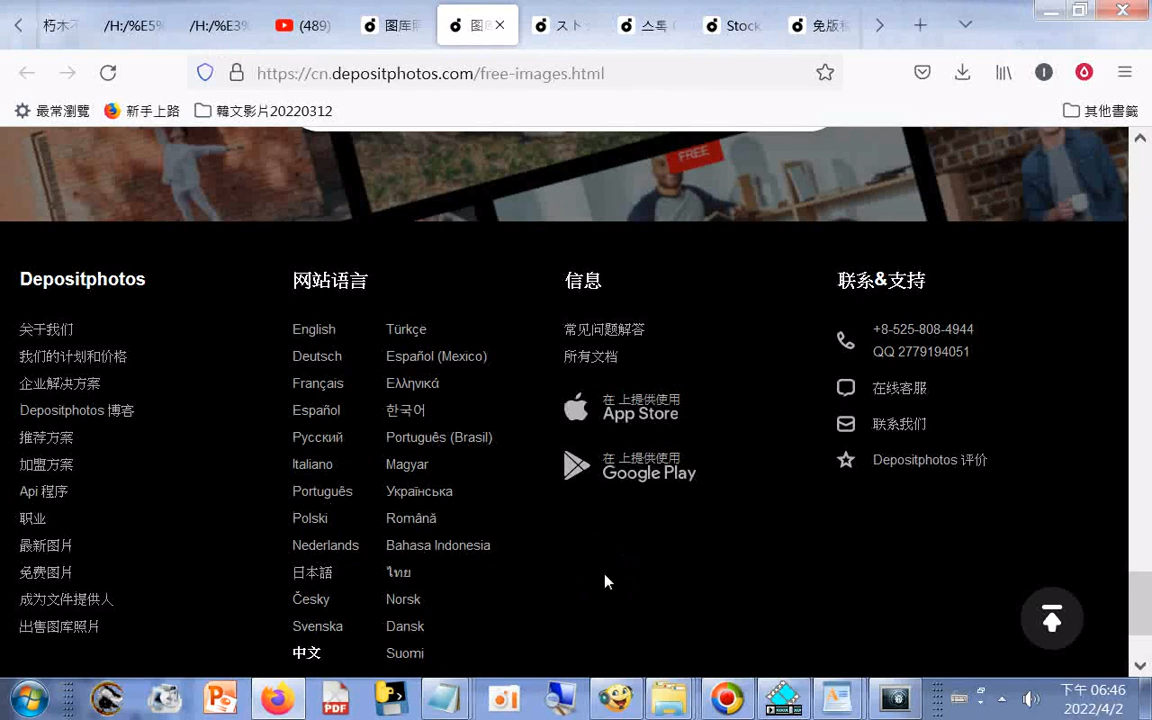 朽木不
/H:/%E5%
/H:/%E3%
(489)
图库照
图库
スト
스톡
Stock
免版税
https://cn.depositphotos.com/free-images.html
最常瀏覽
新手上路
韓文影片20220312
其他書籤
FREE
Depositphotos
关于我们
我们的计划和价格
企业解决方案
Depositphotos 博客
推荐方案
加盟方案
Api 程序
职业
最新图片
免费图片
成为文件提供人
出售图库照片
网站语言
English
Deutsch
Français
Español
Русский
Italiano
Português
Polski
Nederlands
日本語
Česky
Svenska
中文
Türkçe
Español (Mexico)
Ελληνικά
한국어
Português (Brasil)
Magyar
Українська
Română
Bahasa Indonesia
ไทย
Norsk
Dansk
Suomi
信息
常见问题解答
所有文档
在 上提供使用
App Store
在 上提供使用
Google Play
联系&支持
+8-525-808-4944
QQ 2779194051
在线客服
联系我们
Depositphotos 评价
PDF
下午 06:46
2022/4/2